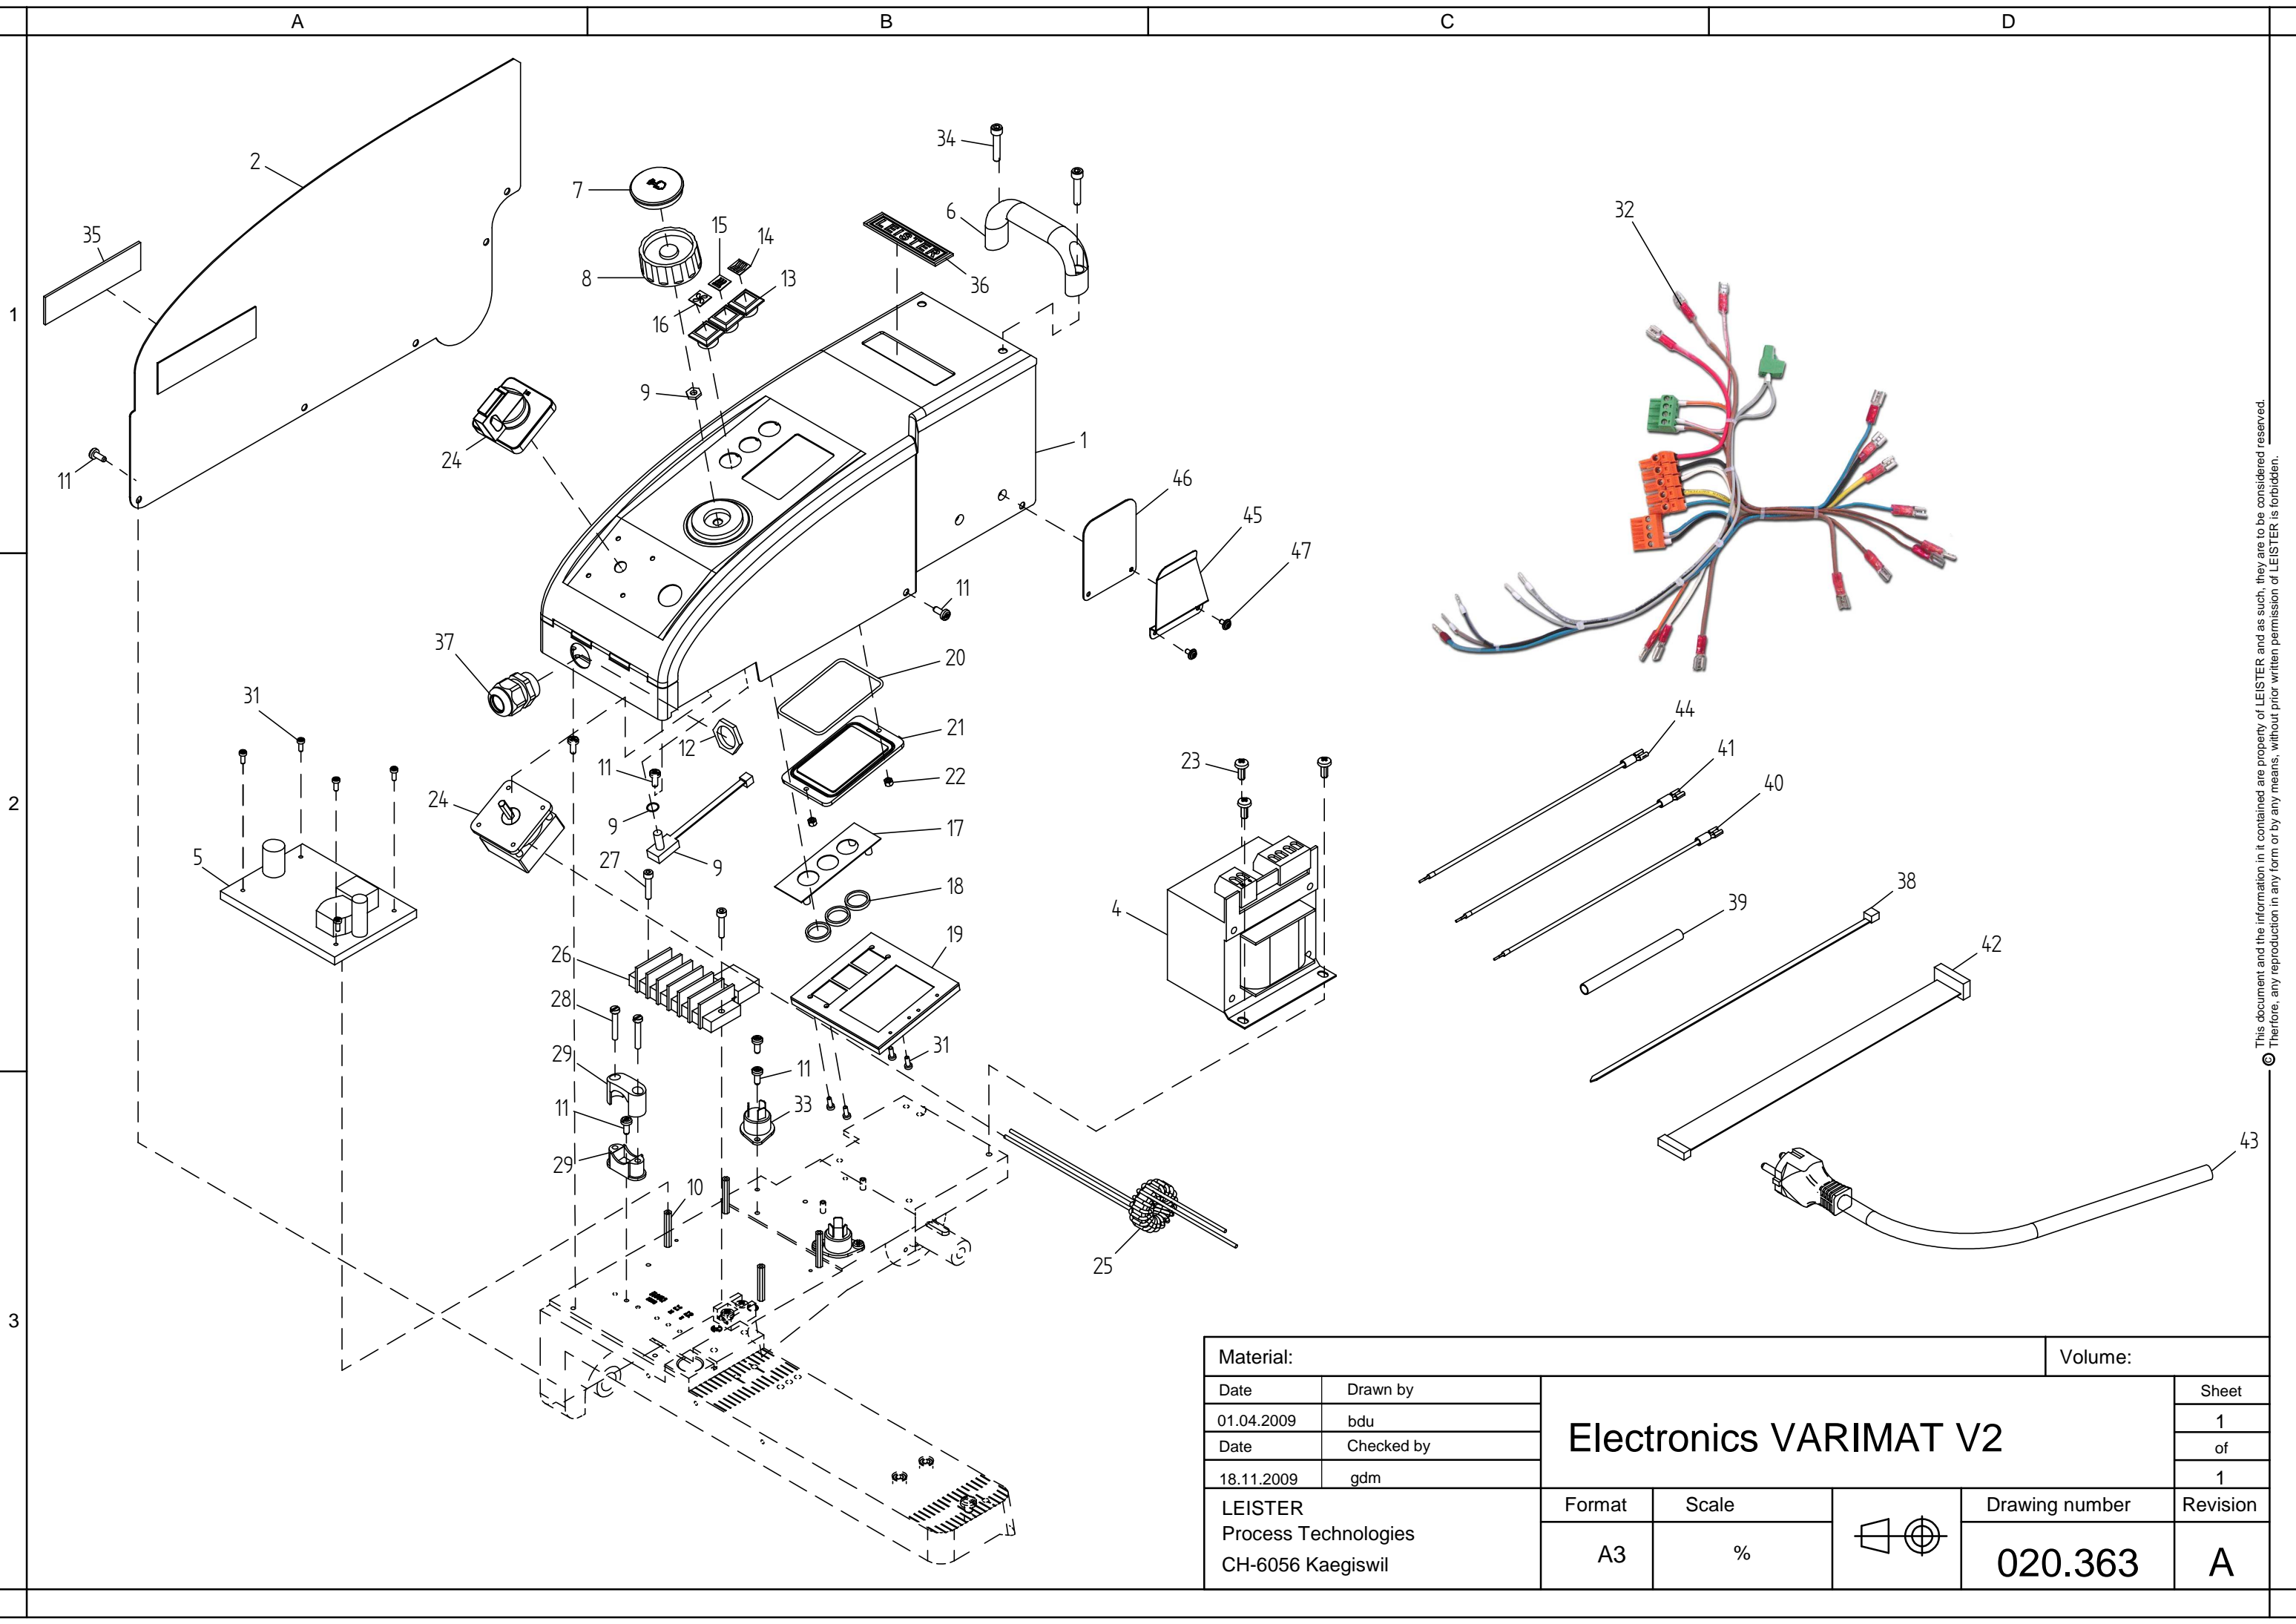 A
B
C
D
1
2
3
2
35
11
24
7
8
15
14
13
16
9
LEISTER
36
34
6
1
46
45
47
11
37
20
21
22
12
11
9
9
17
18
19
31
31
5
24
27
26
28
29
11
29
10
11
33
25
23
4
32
44
41
40
39
38
42
43
Material:
Volume:
Date
Drawn by
01.04.2009
bdu
Date
Checked by
18.11.2009
gdm
Electronics VARIMAT V2
Sheet
1
of
1
LEISTER
Process Technologies
CH-6056 Kaegiswil
Format
A3
Scale
%
Drawing number
020.363
Revision
A
© This document and the information in it contained are property of LEISTER and as such, they are to be considered reserved.
Therfore, any reproduction in any form or by any means, without prior written permission of LEISTER is forbidden.